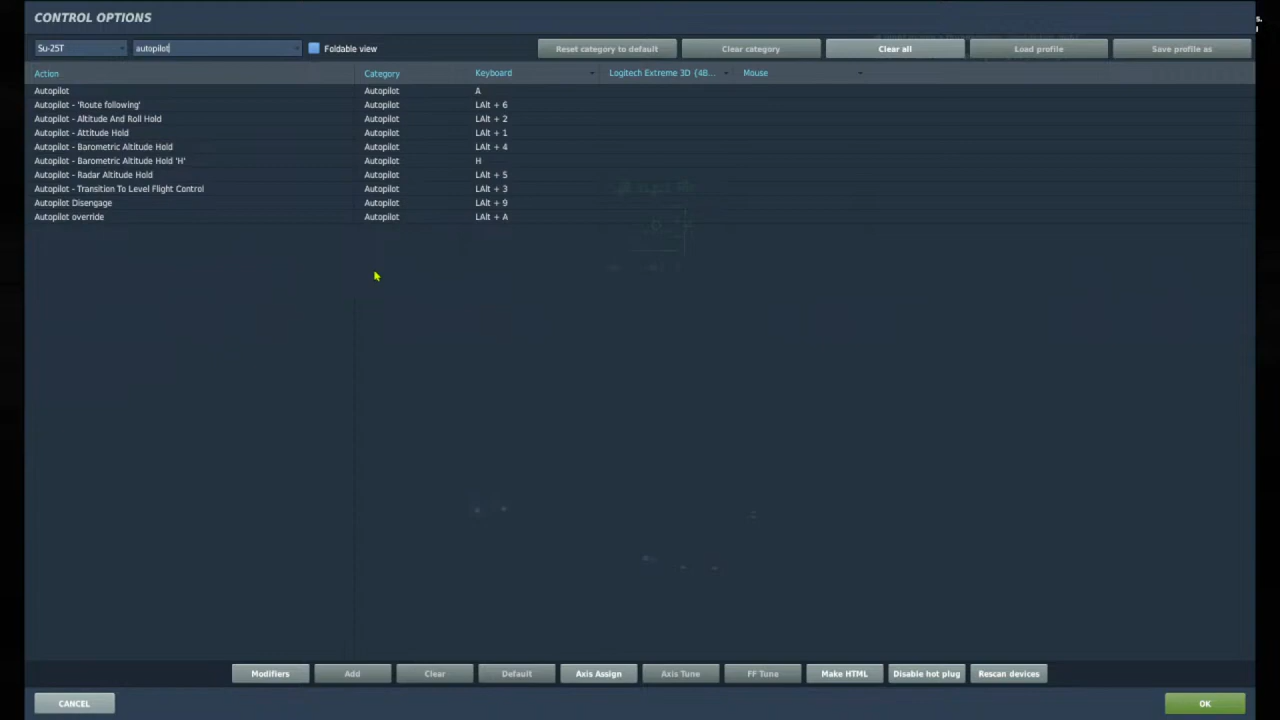 CONTROL OPTIONS
Su-25T autopilot Foldable view Reset category to default Clear category Clear all Load profile Save profile as
Action Category Keyboard Logitech Extreme 3D {4B... Mouse
Autopilot Autopilot A
Autopilot - 'Route following' Autopilot LAlt + 6
Autopilot - Altitude And Roll Hold Autopilot LAlt + 2
Autopilot - Attitude Hold Autopilot LAlt + 1
Autopilot - Barometric Altitude Hold Autopilot LAlt + 4
Autopilot - Barometric Altitude Hold 'H' Autopilot H
Autopilot - Radar Altitude Hold Autopilot LAlt + 5
Autopilot - Transition To Level Flight Control Autopilot LAlt + 3
Autopilot Disengage Autopilot LAlt + 9
Autopilot override Autopilot LAlt + A
Modifiers Add Clear Default Axis Assign Axis Tune FF Tune Make HTML Disable hot plug Rescan devices
CANCEL OK